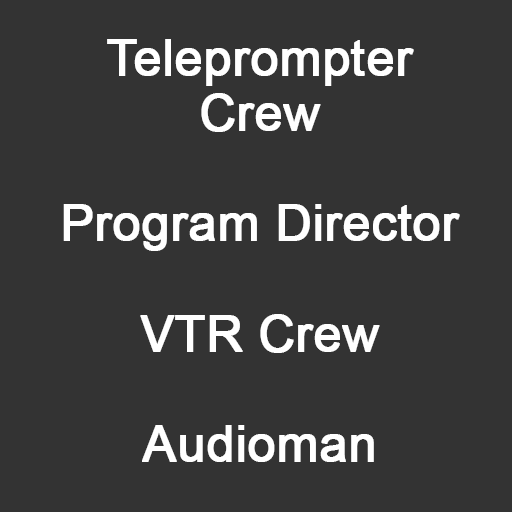 Teleprompter
Crew
Program Director
VTR Crew
Audioman